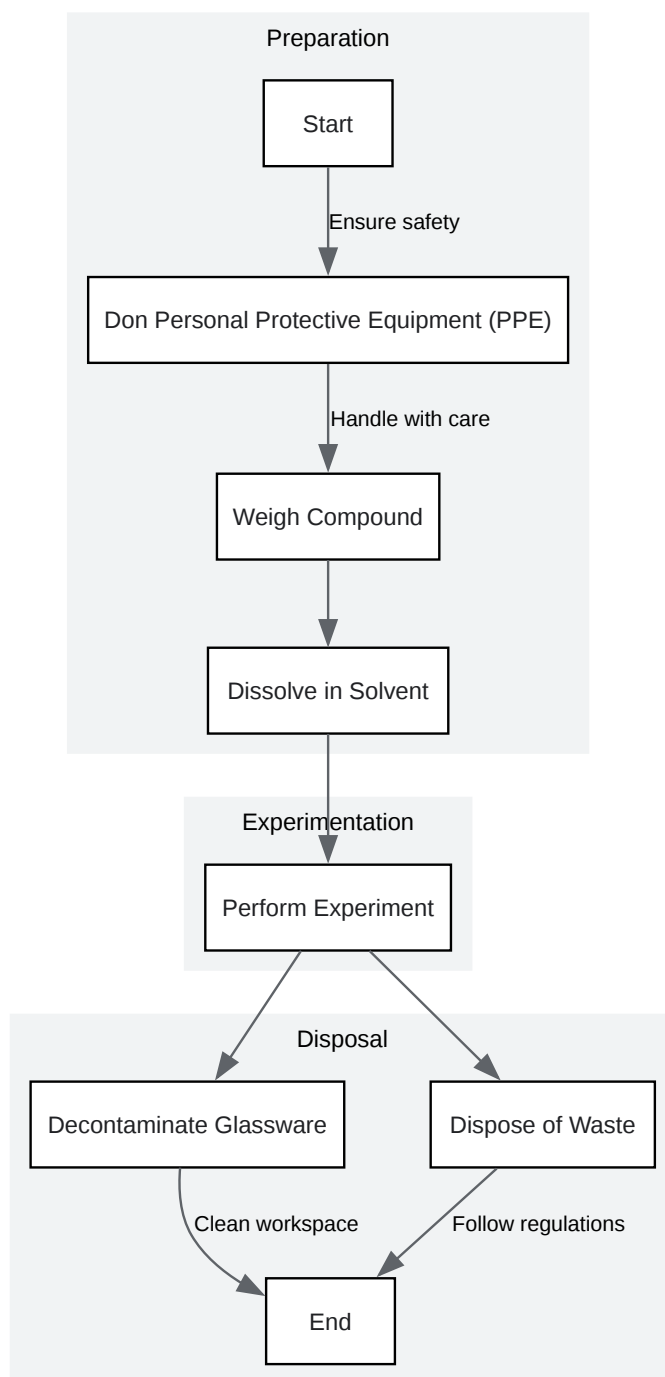 Preparation
Start
Ensure safety
Don Personal Protective Equipment (PPE)
Handle with care
Weigh Compound
Dissolve in Solvent
Experimentation
Perform Experiment
Disposal
Decontaminate Glassware
Dispose of Waste
Clean workspace
Follow regulations
End